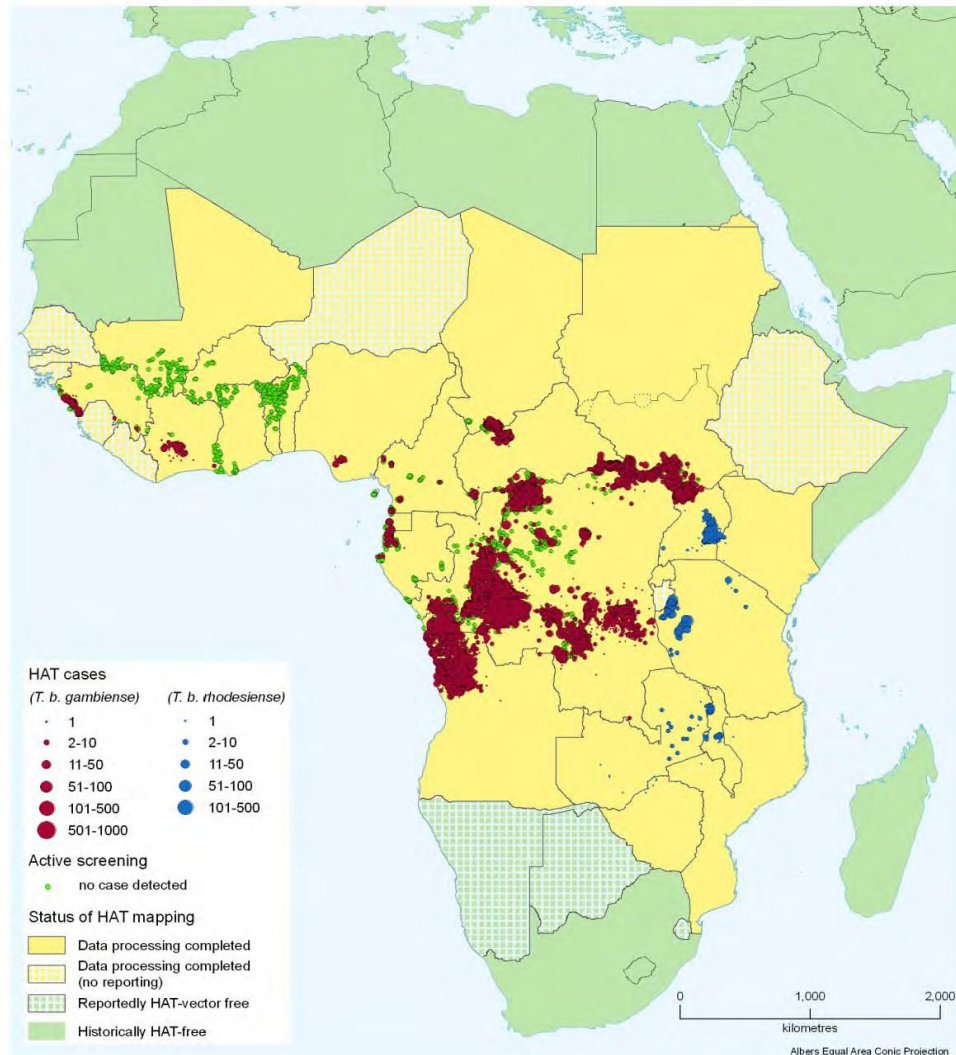 HAT cases
(T. b. gambiense) (T. b. rhodesiense)
1 1
2-10 2-10
11-50 11-50
51-100 51-100
101-500 101-500
501-1000
Active screening
no case detected
Status of HAT mapping
Data processing completed
Data processing completed
(no reporting)
Reportedly HAT-vector free
Historically HAT-free
0 1,000 2,000
kilometres
Albers Equal Area Conic Projection